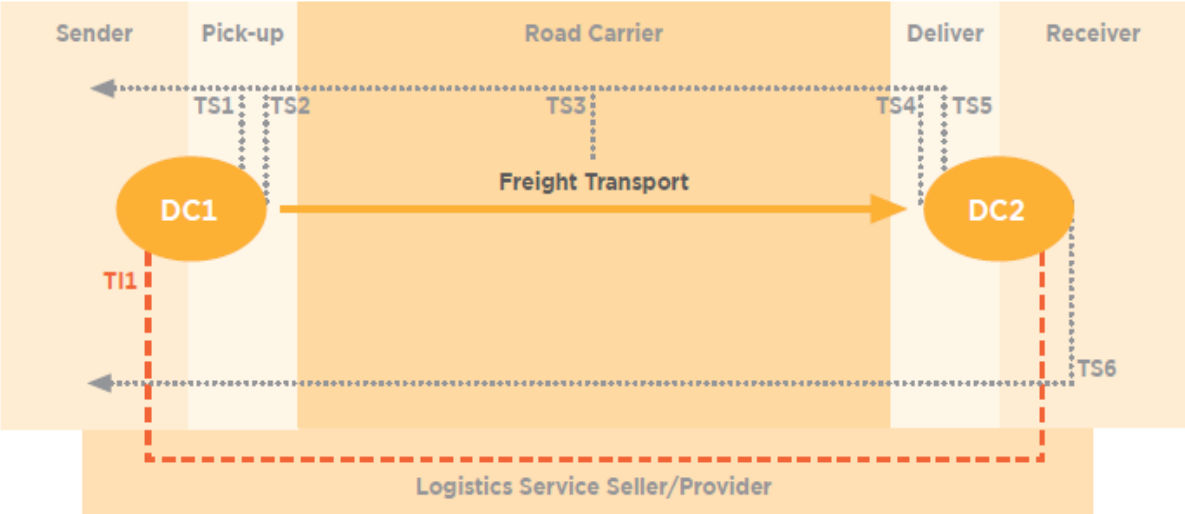 Sender Pick-up Road Carrier Deliver Receiver
TS1 TS2 TS3 TS4 TS5
Freight Transport
DC1 DC2
TI1
TS6
Logistics Service Seller/Provider